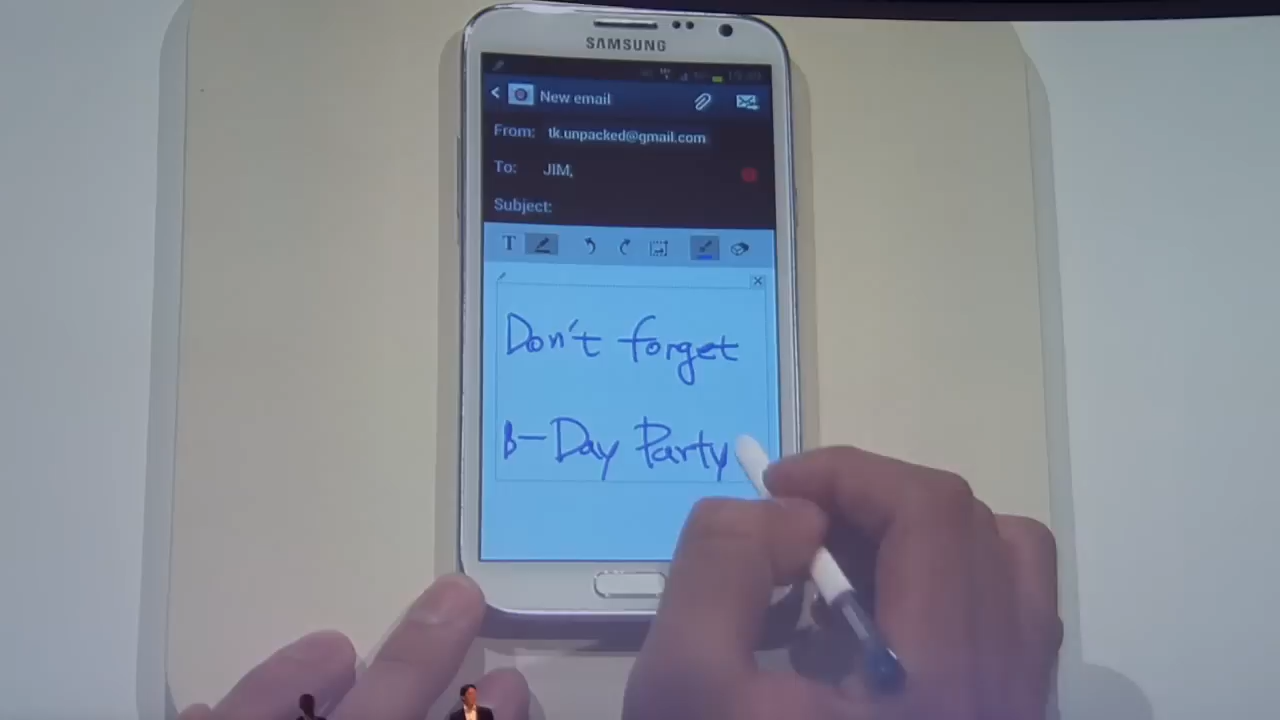 SAMSUNG
New email
From: tk.unpacked@gmail.com
To: JIM,
Subject:
T
Don't forget
B-Day Party